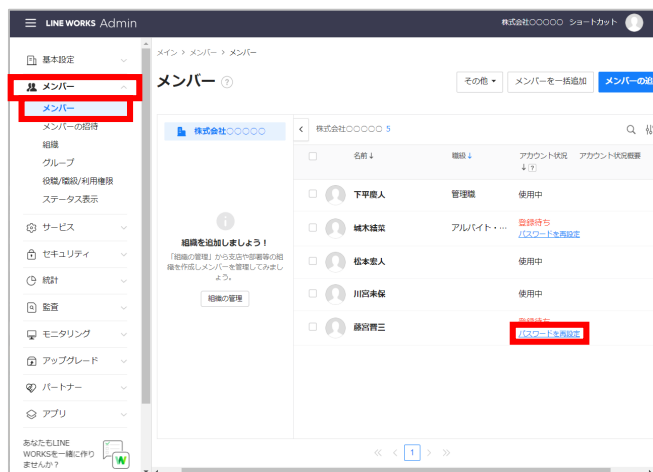 LINE WORKS Admin
株式会社○○○○○ ショートカット
基本設定
メンバー
メンバー
メンバーの招待
組織
グループ
役職/職級/利用権限
ステータス表示
サービス
セキュリティ
統計
監査
モニタリング
アップグレード
パートナー
アプリ
あなたもLINE
WORKSを一緒に作り
ませんか？
メイン > メンバー > メンバー
メンバー ?
その他 メンバーを一括追加 メンバーの追
株式会社○○○○○
組織を追加しましょう！
「組織の管理」から支店や部署等の組
織を作成しメンバーを管理してみまし
ょう。
組織の管理
株式会社○○○○○ 5
名前↓ 職級↓ アカウント状況 アカウント状況概要
↓ ?
下平慶人 管理職 使用中
城木結菜 アルバイト・… 登録待ち
パスワードを再設定
松本宏人 使用中
川宮未保 使用中
藤宮晋三 登録待ち
パスワードを再設定
« < 1 > »